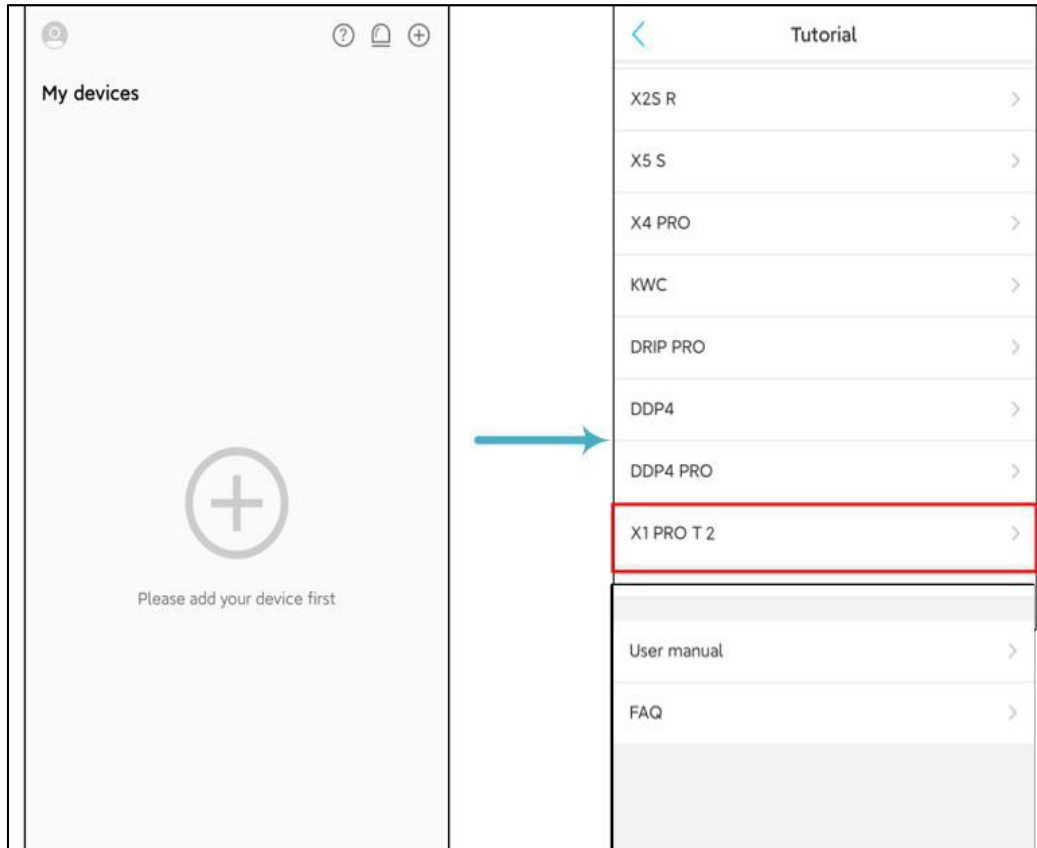 My devices
Please add your device first
Tutorial
X2S R
X5 S
X4 PRO
KWC
DRIP PRO
DDP4
DDP4 PRO
X1 PRO T 2
User manual
FAQ